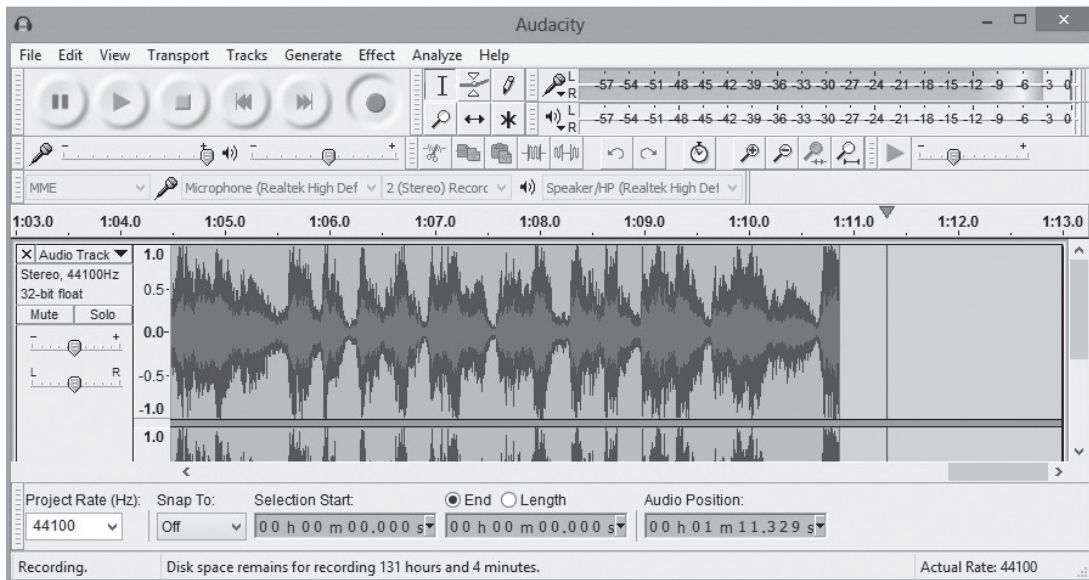 Audacity
File Edit View Transport Tracks Generate Effect Analyze Help
L
R
-57 -54 -51 -48 -45 -42 -39 -36 -33 -30 -27 -24 -21 -18 -15 -12 -9 -6 -3 0
L
R
-57 -54 -51 -48 -45 -42 -39 -36 -33 -30 -27 -24 -21 -18 -15 -12 -9 -6 -3 0
- + - + - +
MME Microphone (Realtek High Def 2 (Stereo) Recorc Speaker/HP (Realtek High Def
1:03.0 1:04.0 1:05.0 1:06.0 1:07.0 1:08.0 1:09.0 1:10.0 1:11.0 1:12.0 1:13.0
X Audio Track 1.0
Stereo, 44100Hz
32-bit float 0.5
Mute Solo
- + 0.0
L R -0.5
-1.0
1.0
Project Rate (Hz): Snap To: Selection Start: End Length Audio Position:
44100 Off 00 h 00 m 00.000 s 00 h 00 m 00.000 s 00 h 01 m 11.329 s
Recording. Disk space remains for recording 131 hours and 4 minutes. Actual Rate: 44100